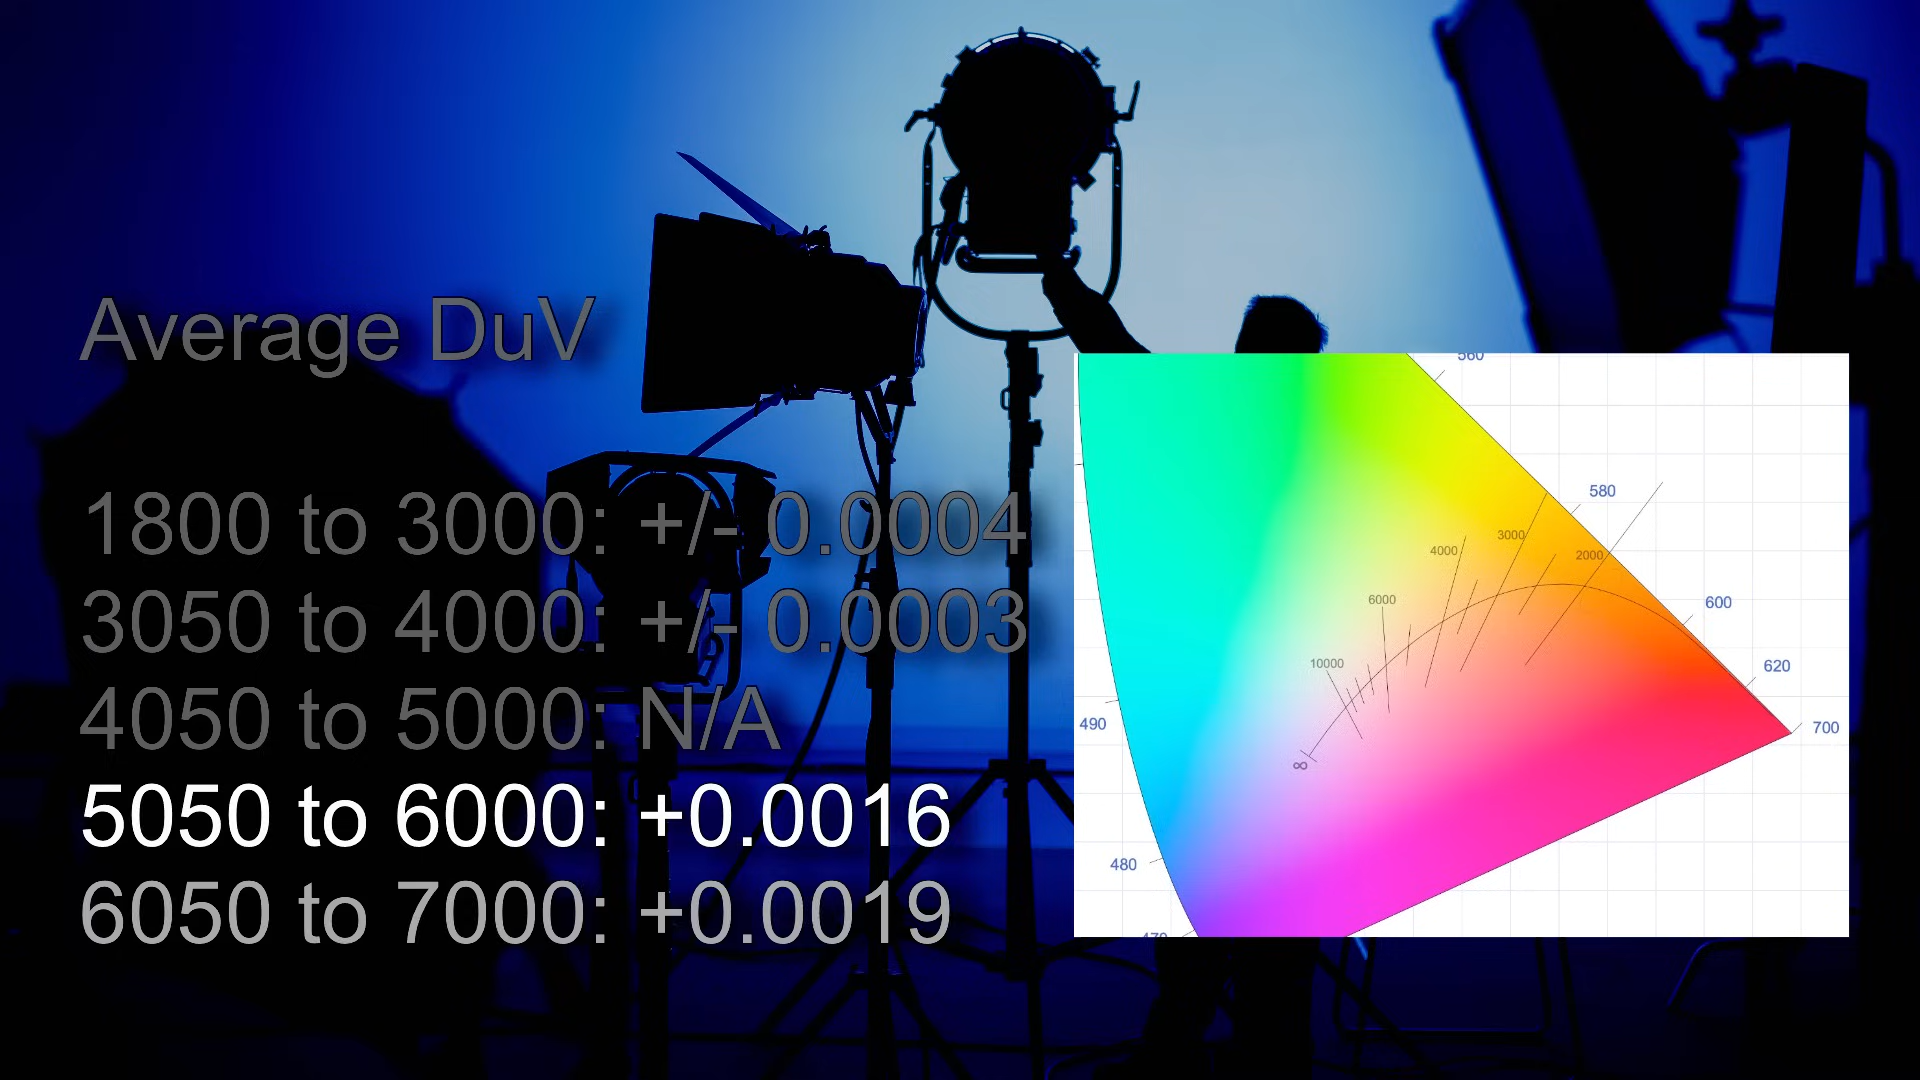 Average DuV
1800 to 3000: +/- 0.0004
3050 to 4000: +/- 0.0003
4050 to 5000: N/A
5050 to 6000: +0.0016
6050 to 7000: +0.0019
560
580
3000
4000
2000
6000
600
10000
620
490
700
∞
480
470